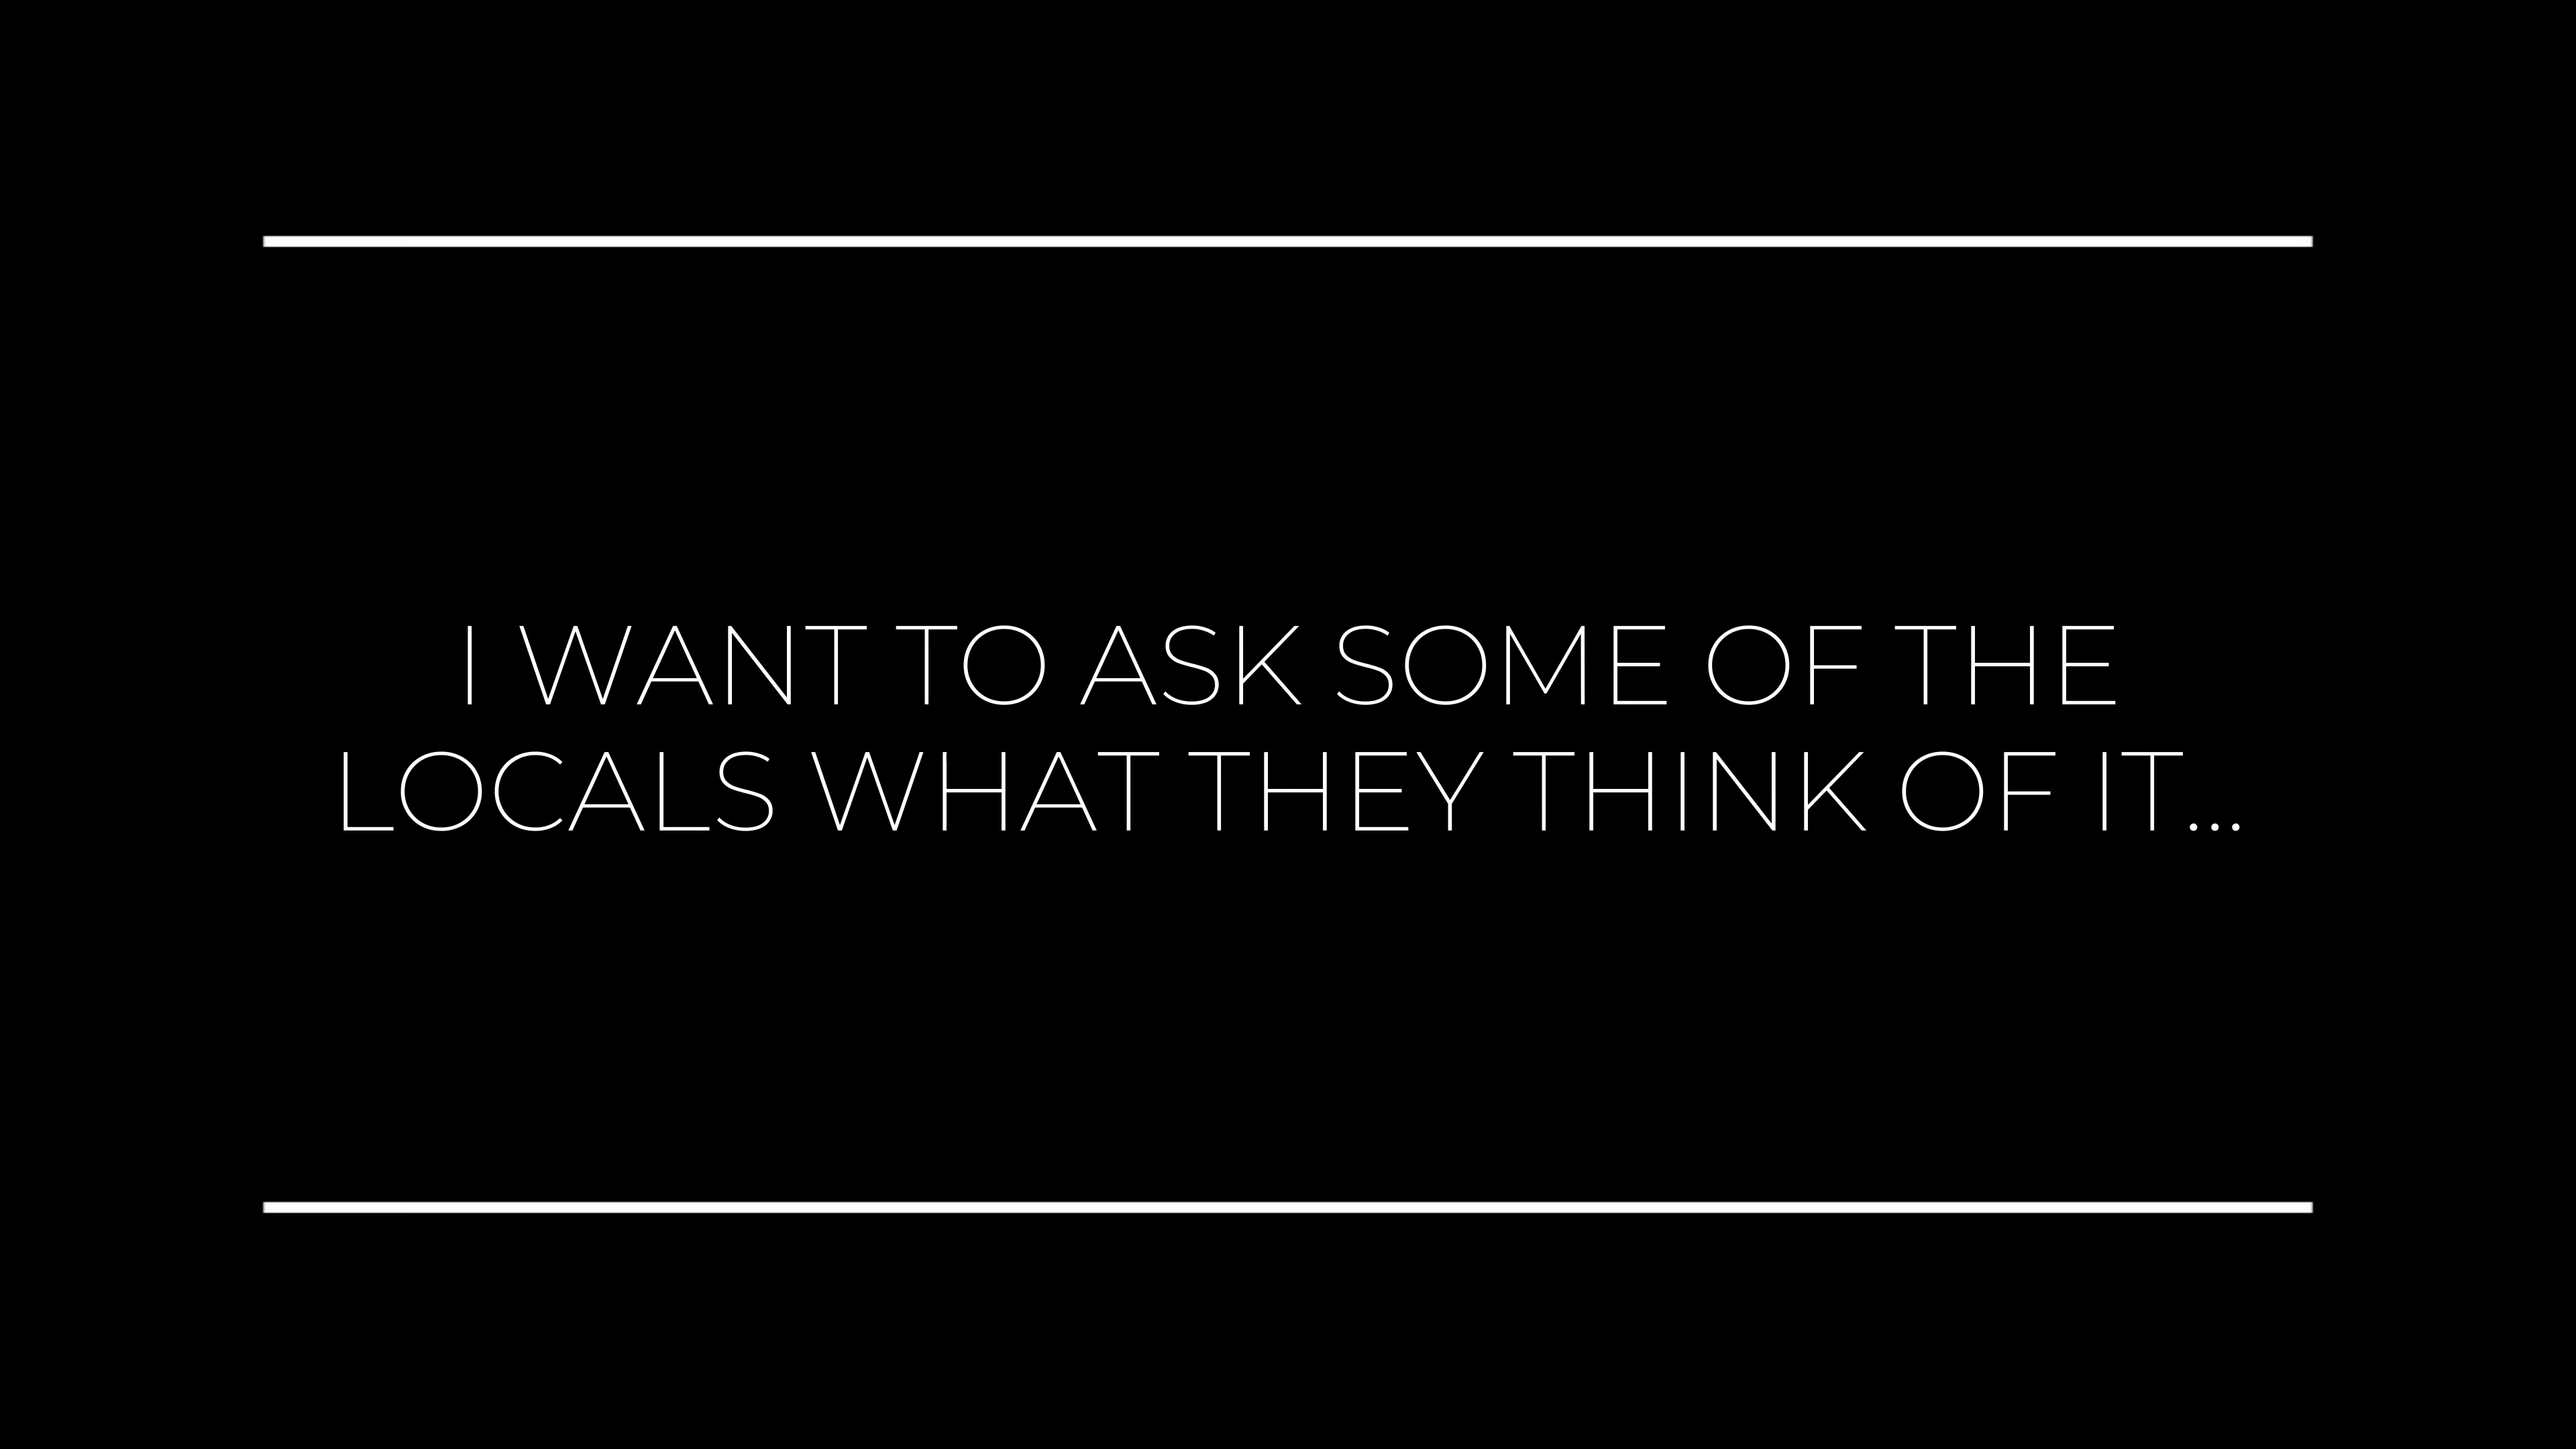 I WANT TO ASK SOME OF THE
LOCALS WHAT THEY THINK OF IT...